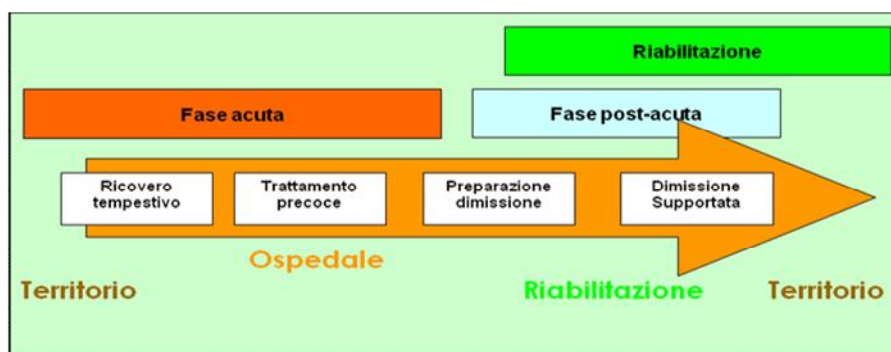 Riabilitazione
Fase acuta
Fase post-acuta
Ricovero
tempestivo
Trattamento
precoce
Preparazione
dimissione
Dimissione
Supportata
Ospedale
Territorio
Riabilitazione
Territorio